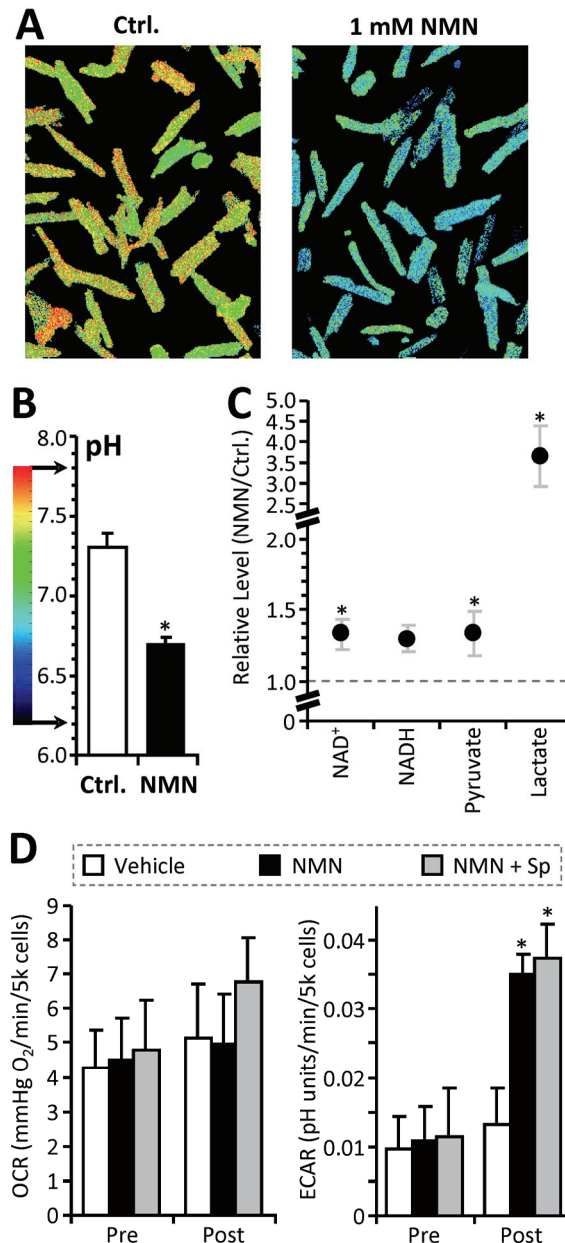 A
Ctrl.
1 mM NMN
B
pH
8.0
7.5
7.0
6.5
6.0
*
Ctrl. NMN
C
Relative Level (NMN/Ctrl.)
5.0
4.5
4.0
3.5
3.0
2.5
2.0
1.5
1.0
0
*
*
*
NAD⁺
NADH
Pyruvate
Lactate
D
Vehicle NMN NMN + Sp
OCR (mmHg O₂/min/5k cells)
9
8
7
6
5
4
3
2
1
0
Pre Post
ECAR (pH units/min/5k cells)
0.04
0.03
0.02
0.01
0
* *
Pre Post